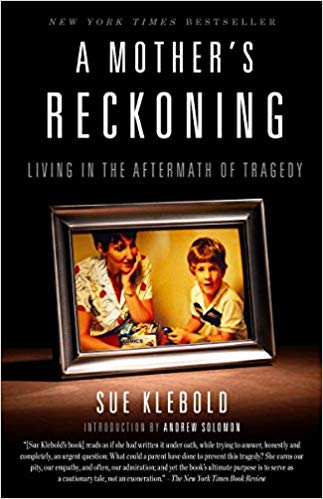 NEW YORK TIMES BESTSELLER
A MOTHER'S
RECKONING
LIVING IN THE AFTERMATH OF TRAGEDY
COMICS
SUE KLEBOLD
INTRODUCTION BY ANDREW SOLOMON
"[Sue Klebold's book] reads as if she had written it under oath, while trying to answer, honestly and
completely, an urgent question: What could a parent have done to prevent this tragedy? She earns our
pity, our empathy, and often, our admiration; and yet the book's ultimate purpose is to serve as
a cautionary tale, not an exoneration." —The New York Times Book Review